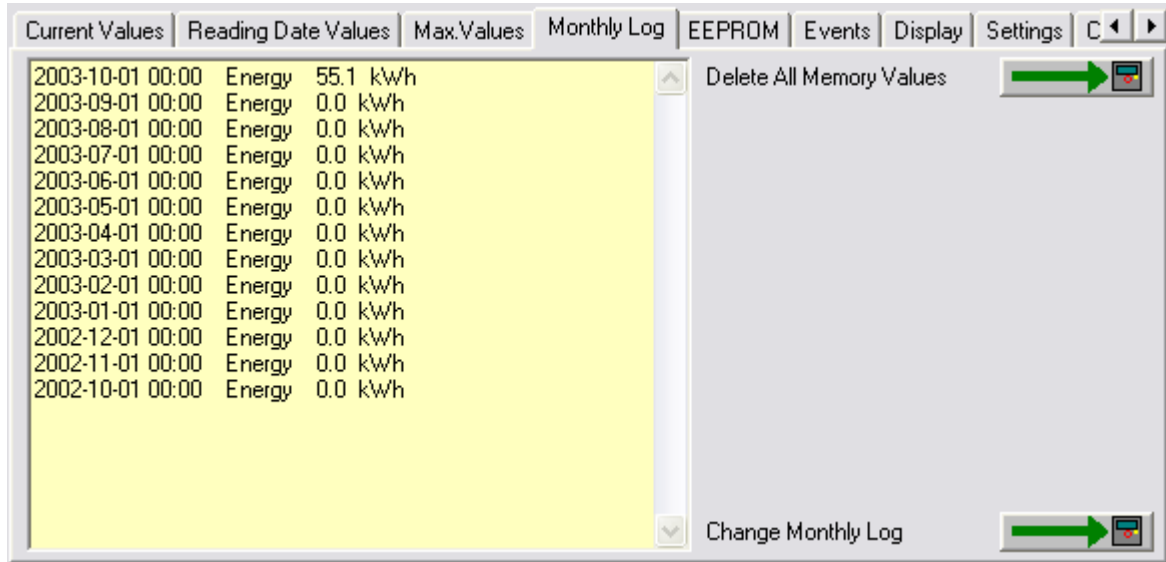 Current Values Reading Date Values Max.Values Monthly Log EEPROM Events Display Settings
2003-10-01 00:00 Energy 55.1 kWh
2003-09-01 00:00 Energy 0.0 kWh
2003-08-01 00:00 Energy 0.0 kWh
2003-07-01 00:00 Energy 0.0 kWh
2003-06-01 00:00 Energy 0.0 kWh
2003-05-01 00:00 Energy 0.0 kWh
2003-04-01 00:00 Energy 0.0 kWh
2003-03-01 00:00 Energy 0.0 kWh
2003-02-01 00:00 Energy 0.0 kWh
2003-01-01 00:00 Energy 0.0 kWh
2002-12-01 00:00 Energy 0.0 kWh
2002-11-01 00:00 Energy 0.0 kWh
2002-10-01 00:00 Energy 0.0 kWh
Delete All Memory Values
Change Monthly Log